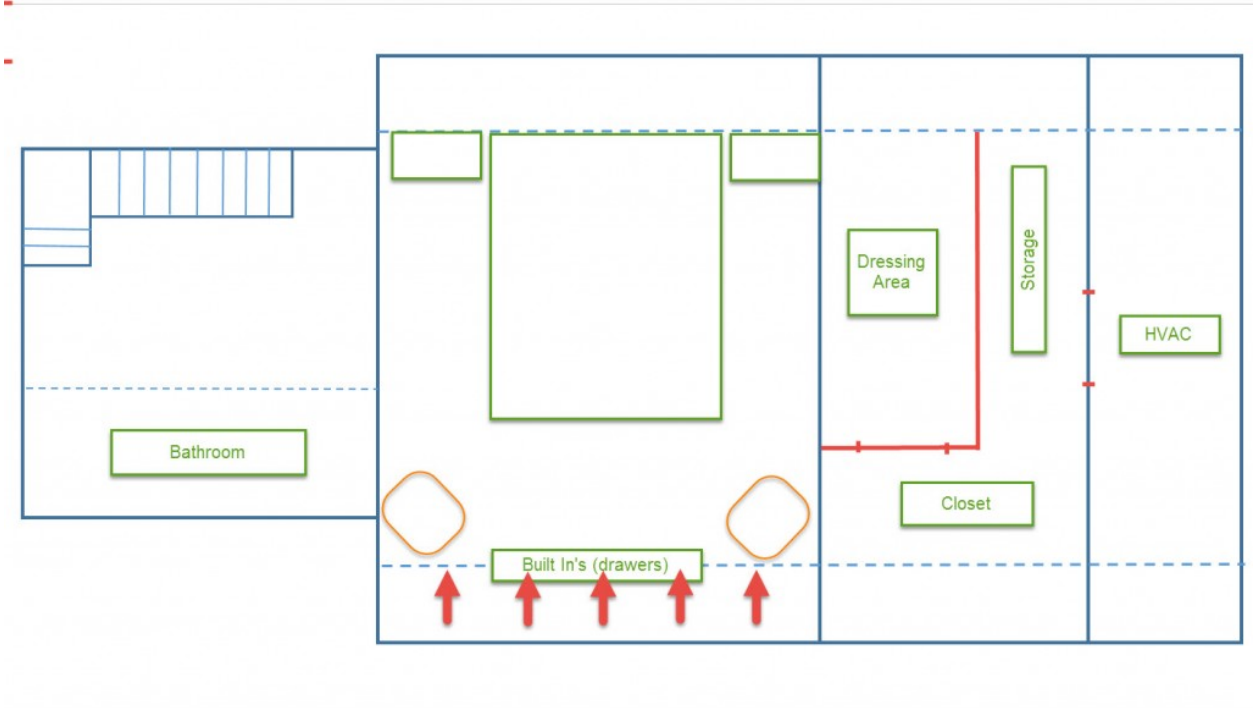 Dressing
Area
Storage
HVAC
Bathroom
Closet
Built In's (drawers)